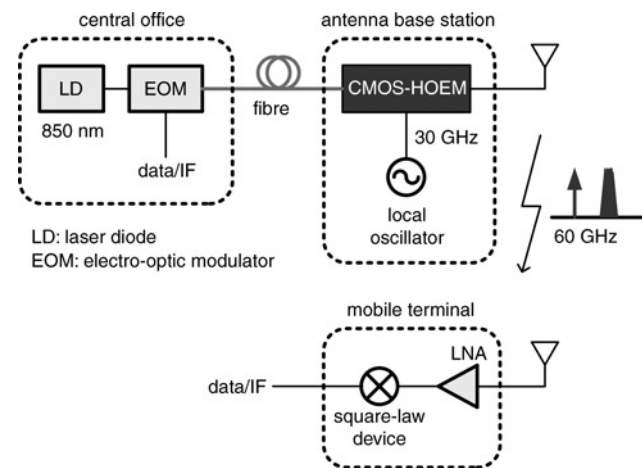 central office
antenna base station
LD
EOM
CMOS-HOEM
850 nm
fibre
30 GHz
data/IF
local
oscillator
60 GHz
LD: laser diode
EOM: electro-optic modulator
mobile terminal
LNA
data/IF
square-law
device